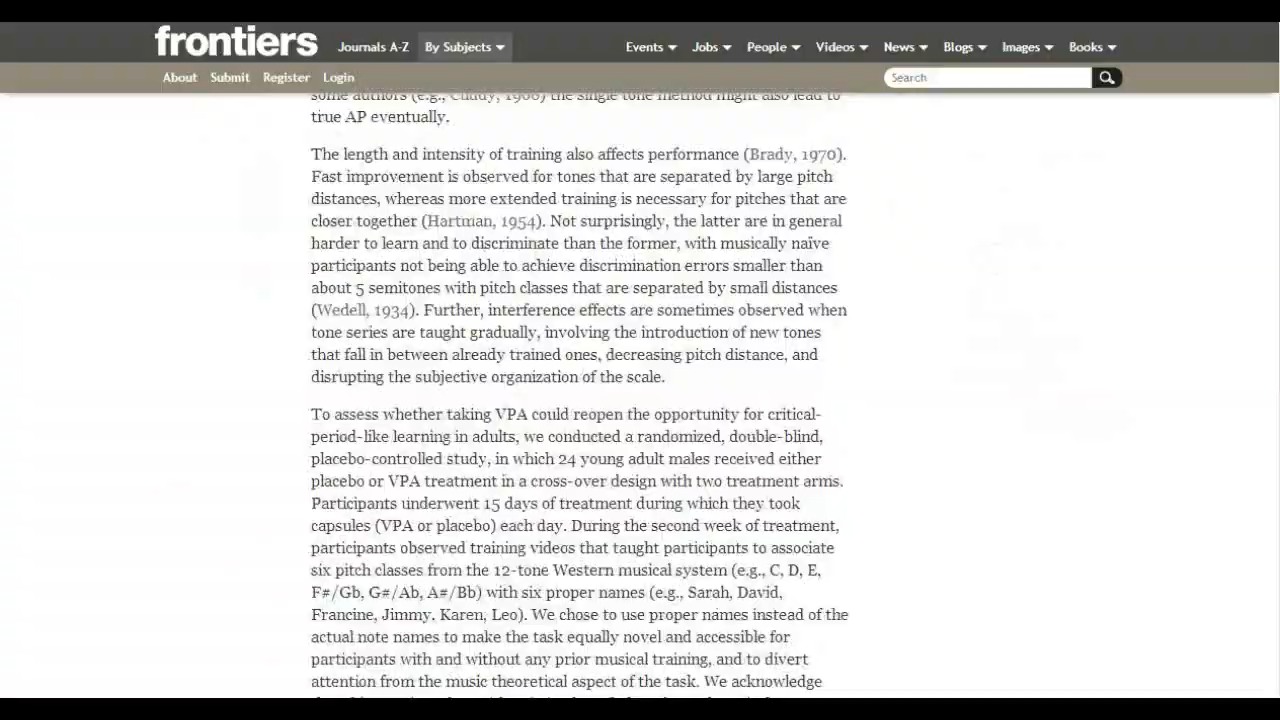 frontiers
Journals A-Z
By Subjects
Events
Jobs
People
Videos
News
Blogs
Images
Books
About
Submit
Register
Login
Search
some authors (e.g., Cuddy, 1968) the single tone method might also lead to
true AP eventually.
The length and intensity of training also affects performance (Brady, 1970).
Fast improvement is observed for tones that are separated by large pitch
distances, whereas more extended training is necessary for pitches that are
closer together (Hartman, 1954). Not surprisingly, the latter are in general
harder to learn and to discriminate than the former, with musically naïve
participants not being able to achieve discrimination errors smaller than
about 5 semitones with pitch classes that are separated by small distances
(Wedell, 1934). Further, interference effects are sometimes observed when
tone series are taught gradually, involving the introduction of new tones
that fall in between already trained ones, decreasing pitch distance, and
disrupting the subjective organization of the scale.
To assess whether taking VPA could reopen the opportunity for critical-
period-like learning in adults, we conducted a randomized, double-blind,
placebo-controlled study, in which 24 young adult males received either
placebo or VPA treatment in a cross-over design with two treatment arms.
Participants underwent 15 days of treatment during which they took
capsules (VPA or placebo) each day. During the second week of treatment,
participants observed training videos that taught participants to associate
six pitch classes from the 12-tone Western musical system (e.g., C, D, E,
F#/Gb, G#/Ab, A#/Bb) with six proper names (e.g., Sarah, David,
Francine, Jimmy, Karen, Leo). We chose to use proper names instead of the
actual note names to make the task equally novel and accessible for
participants with and without any prior musical training, and to divert
attention from the music theoretical aspect of the task. We acknowledge